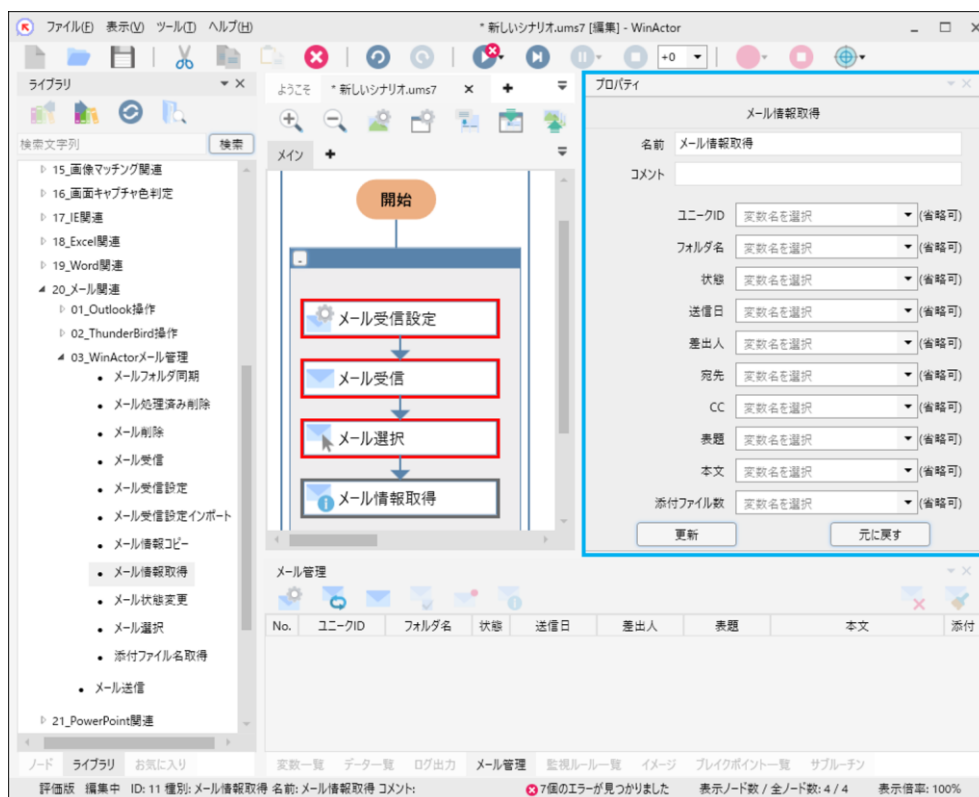 ファイル(F) 表示(V) ツール(T) ヘルプ(H)
* 新しいシナリオ.ums7 [編集] - WinActor
+0
ライブラリ
検索文字列
検索
15_画像マッチング関連
16_画面キャプチャ色判定
17_IE関連
18_Excel関連
19_Word関連
20_メール関連
01_Outlook操作
02_ThunderBird操作
03_WinActorメール管理
メールフォルダ同期
メール処理済み削除
メール削除
メール受信
メール受信設定
メール受信設定インポート
メール情報コピー
メール情報取得
メール状態変更
メール選択
添付ファイル名取得
メール送信
21_PowerPoint関連
ノード ライブラリ お気に入り
ようこそ * 新しいシナリオ.ums7
メイン
開始
メール受信設定
メール受信
メール選択
メール情報取得
プロパティ
メール情報取得
名前 メール情報取得
コメント
ユニークID 変数名を選択 (省略可)
フォルダ名 変数名を選択 (省略可)
状態 変数名を選択 (省略可)
送信日 変数名を選択 (省略可)
差出人 変数名を選択 (省略可)
宛先 変数名を選択 (省略可)
CC 変数名を選択 (省略可)
表題 変数名を選択 (省略可)
本文 変数名を選択 (省略可)
添付ファイル数 変数名を選択 (省略可)
更新 元に戻す
メール管理
No. ユニークID フォルダ名 状態 送信日 差出人 表題 本文 添付
変数一覧 データ一覧 ログ出力 メール管理 監視ルール一覧 イメージ ブレイクポイント一覧 サブルーチン
評価版 編集中 ID: 11 種別: メール情報取得 名前: メール情報取得 コメント: 7個のエラーが見つかりました 表示ノード数 / 全ノード数: 4 / 4 表示倍率: 100%